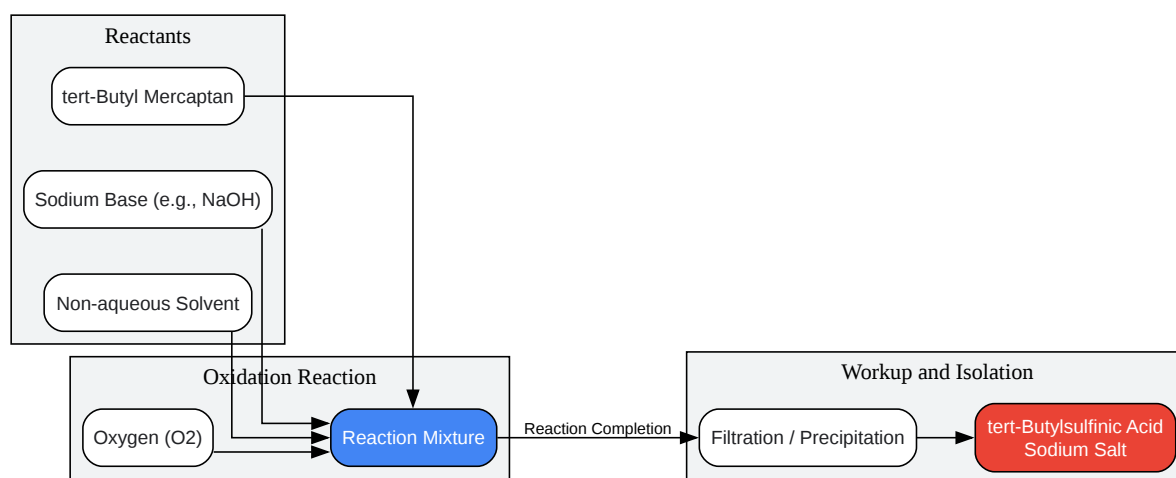 Reactants
tert-Butyl Mercaptan
Sodium Base (e.g., NaOH)
Non-aqueous Solvent
Oxidation Reaction
Oxygen (O2)
Reaction Mixture
Reaction Completion
Workup and Isolation
Filtration / Precipitation
tert-Butylsulfinic Acid
Sodium Salt